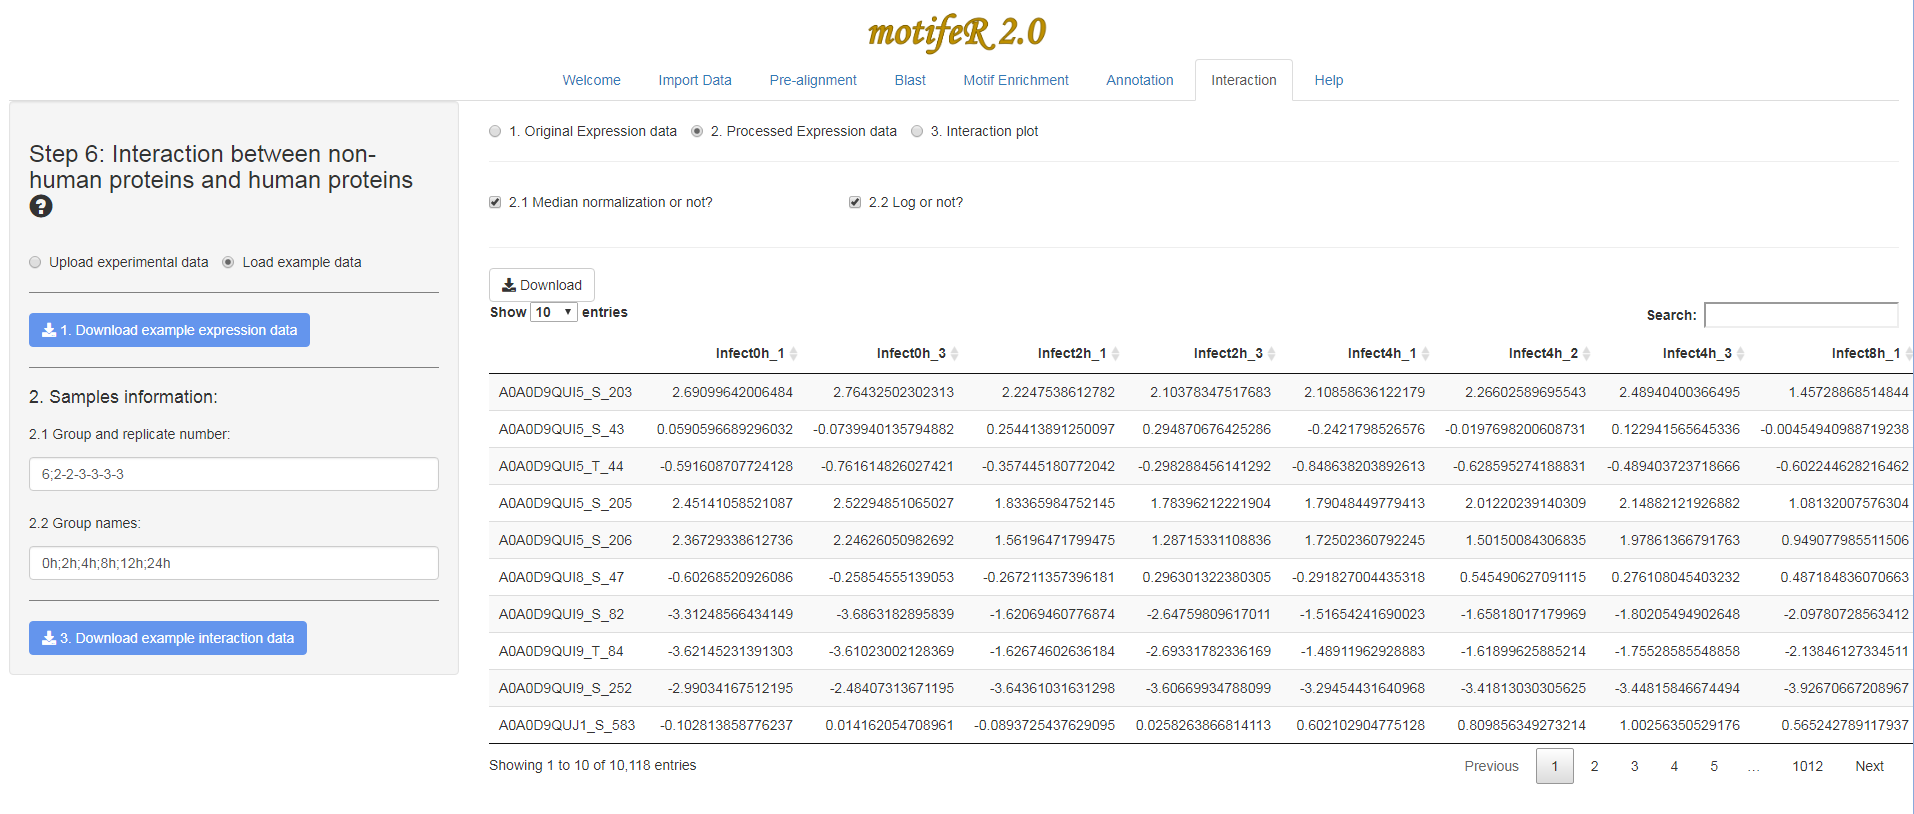 motifeR 2.0
Welcome Import Data Pre-alignment Blast Motif Enrichment Annotation Interaction Help
Step 6: Interaction between non-
human proteins and human proteins
?
Upload experimental data Load example data
1. Download example expression data
2. Samples information:
2.1 Group and replicate number:
6;2-2-3-3-3-3
2.2 Group names:
0h;2h;4h;8h;12h;24h
3. Download example interaction data
1. Original Expression data 2. Processed Expression data 3. Interaction plot
2.1 Median normalization or not? 2.2 Log or not?
Download
Show 10 entries
Search:
Infect0h_1 Infect0h_3 Infect2h_1 Infect2h_3 Infect4h_1 Infect4h_2 Infect4h_3 Infect8h_1
A0A0D9QUI5_S_203 2.69099642006484 2.76432502302313 2.2247538612782 2.10378347517683 2.10858636122179 2.26602589695543 2.48940400366495 1.45728868514844
A0A0D9QUI5_S_43 0.0590596689296032 -0.0739940135794882 0.254413891250097 0.294870676425286 -0.2421798526576 -0.0197698200608731 0.122941565645336 -0.00454940988719238
A0A0D9QUI5_T_44 -0.591608707724128 -0.761614826027421 -0.357445180772042 -0.298288456141292 -0.848638203892613 -0.628595274188831 -0.489403723718666 -0.602244628216462
A0A0D9QUI5_S_205 2.45141058521087 2.52294851065027 1.83365984752145 1.78396212221904 1.79048449779413 2.01220239140309 2.14882121926882 1.08132007576304
A0A0D9QUI5_S_206 2.36729338612736 2.24626050982692 1.56196471799475 1.28715331108836 1.72502360792245 1.50150084306835 1.97861366791763 0.949077985511506
A0A0D9QUI8_S_47 -0.60268520926086 -0.25854555139053 -0.267211357396181 0.296301322380305 -0.291827004435318 0.545490627091115 0.276108045403232 0.487184836070663
A0A0D9QUI9_S_82 -3.31248566434149 -3.6863182895839 -1.62069460776874 -2.64759809617011 -1.51654241690023 -1.65818017179969 -1.80205494902648 -2.09780728563412
A0A0D9QUI9_T_84 -3.62145231391303 -3.61023002128369 -1.62674602636184 -2.69331782336169 -1.48911962928883 -1.61899625885214 -1.75528585548858 -2.13846127334511
A0A0D9QUI9_S_252 -2.99034167512195 -2.48407313671195 -3.64361031631298 -3.60669934788099 -3.29454431640968 -3.41813030305625 -3.44815846674494 -3.92670667208967
A0A0D9QUJ1_S_583 -0.102813858776237 0.014162054708961 -0.0893725437629095 0.0258263866814113 0.602102904775128 0.809856349273214 1.00256350529176 0.565242789117937
Showing 1 to 10 of 10,118 entries
Previous 1 2 3 4 5 … 1012 Next